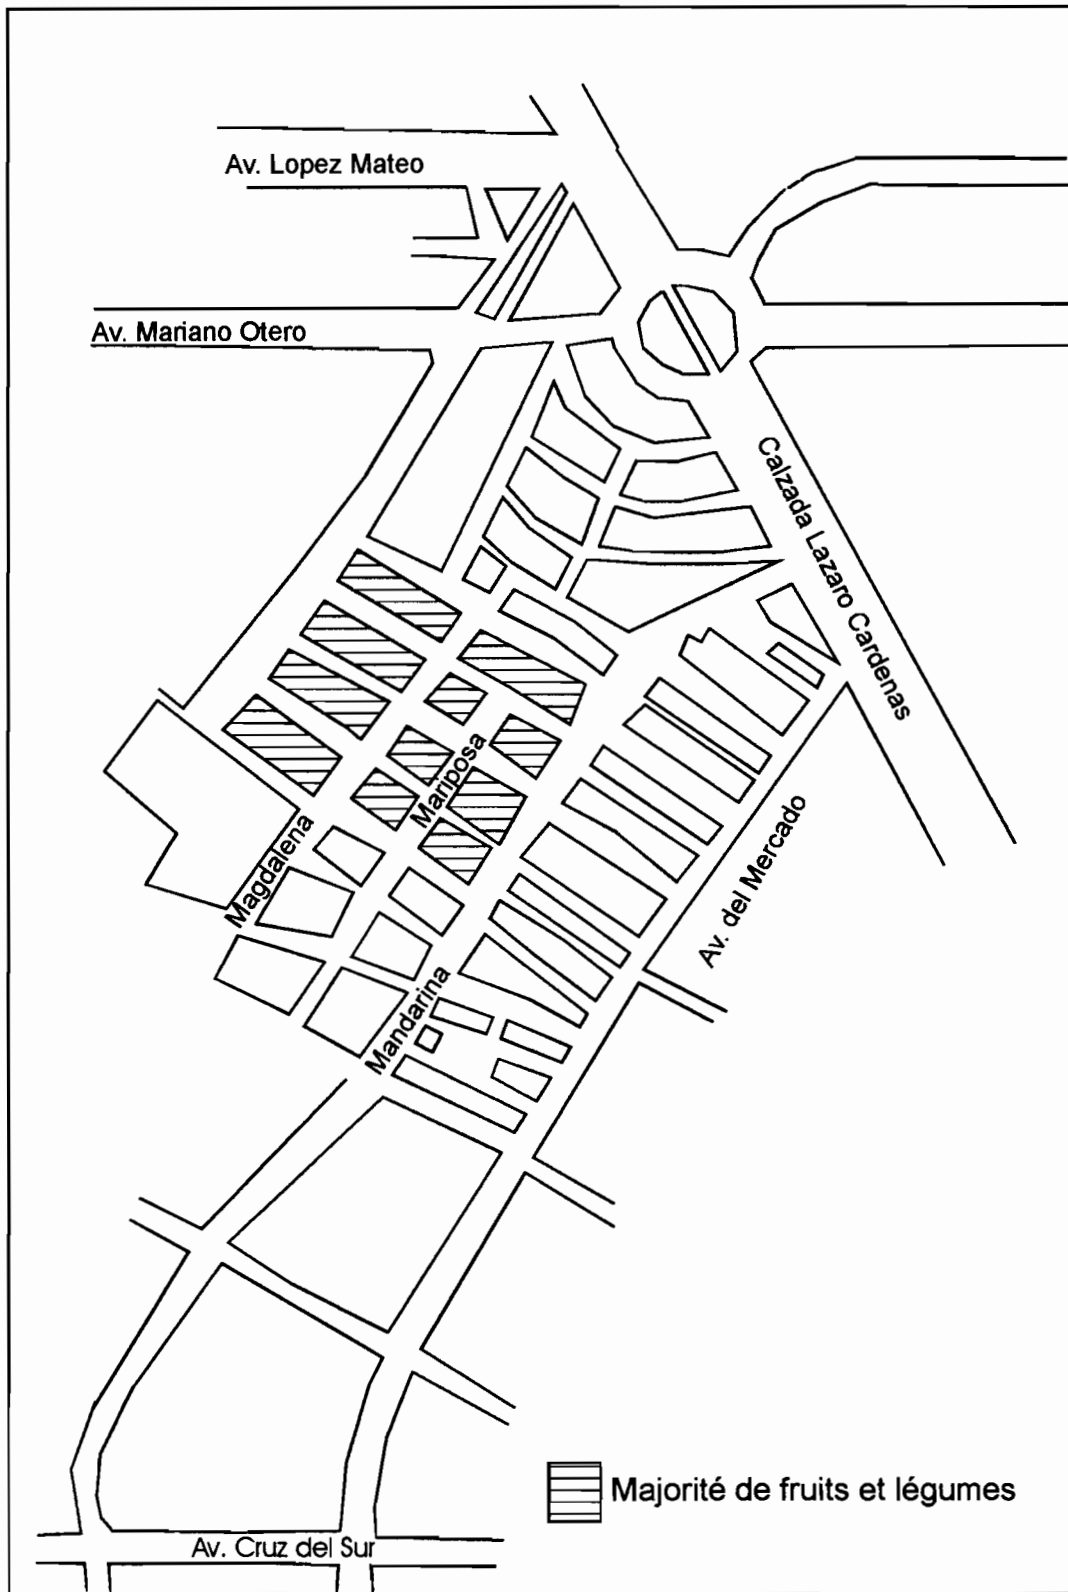 Av. Lopez Mateo
Av. Mariano Otero
Calzada Lazaro Cardenas
Mariposa
Magdalena
Av. del Mercado
Mandarina
Majorité de fruits et légumes
Av. Cruz del Sur